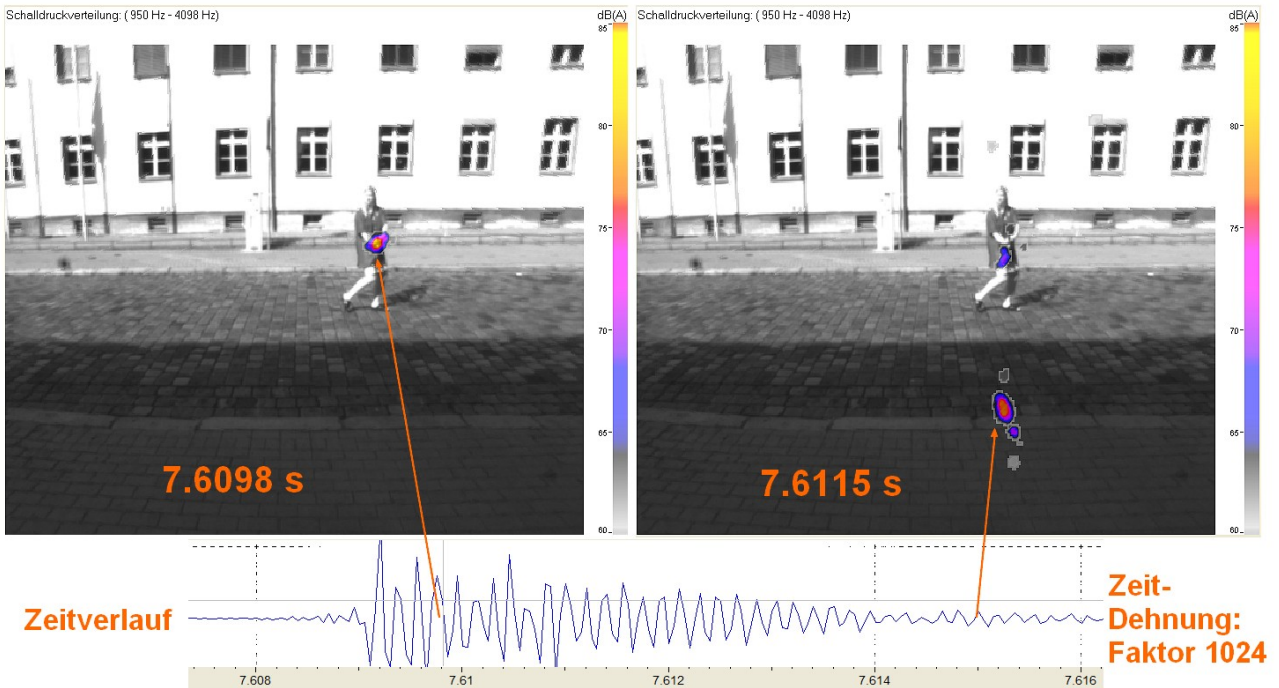 Schalldruckverteilung: ( 950 Hz - 4098 Hz)
dB(A)
85
80
75
70
65
60
7.6098 s
Schalldruckverteilung: ( 950 Hz - 4098 Hz)
dB(A)
85
80
75
70
65
60
7.6115 s
Zeitverlauf
Zeit-
Dehnung:
Faktor 1024
7.608
7.61
7.612
7.614
7.616